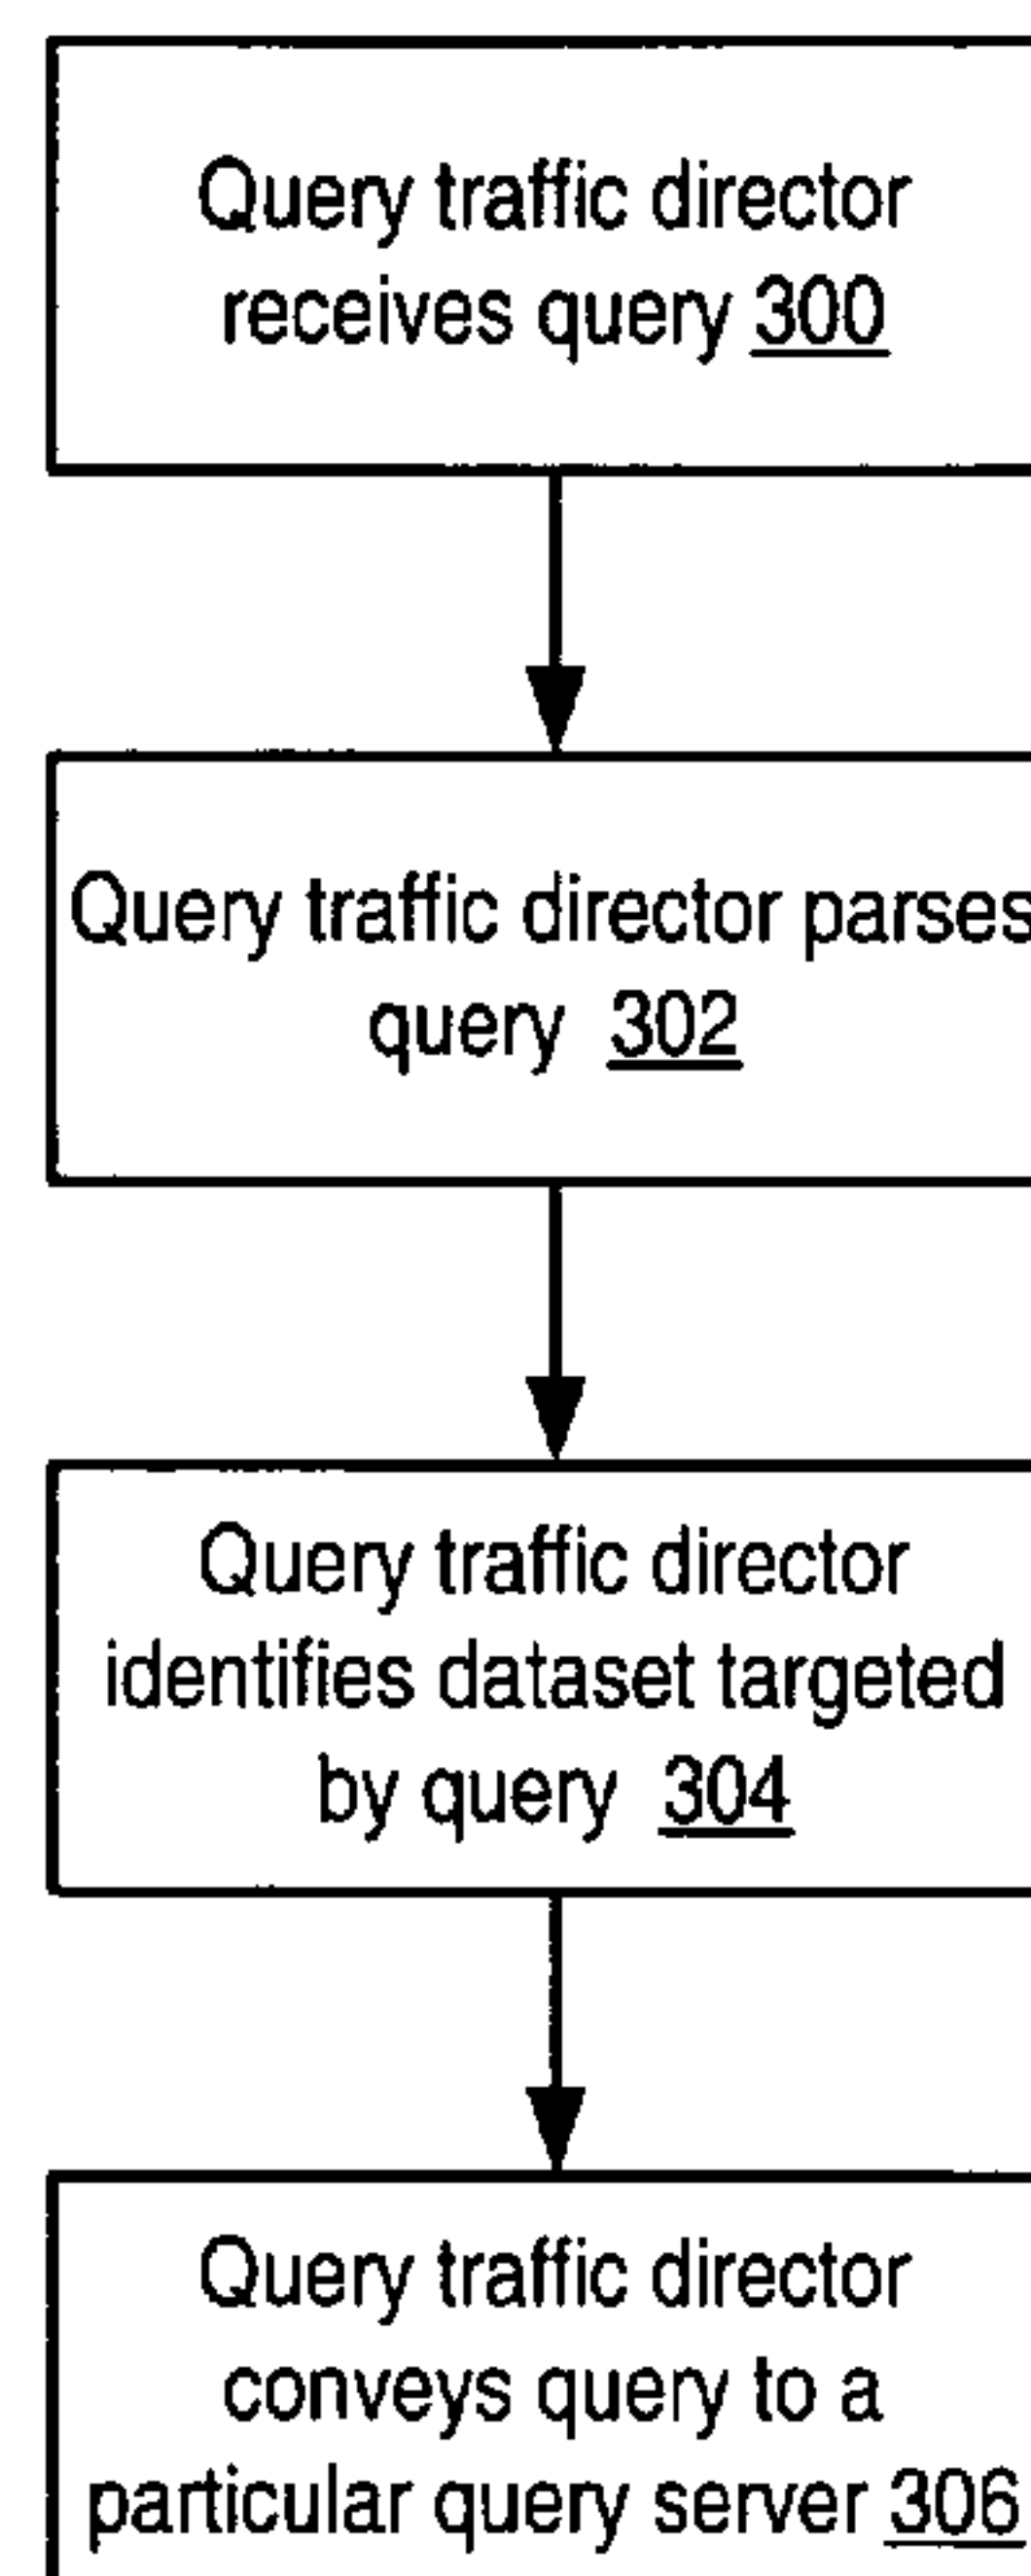 Query traffic director
receives query 300
Query traffic director parses
query 302
Query traffic director
identifies dataset targeted
by query 304
Query traffic director
conveys query to a
particular query server 306